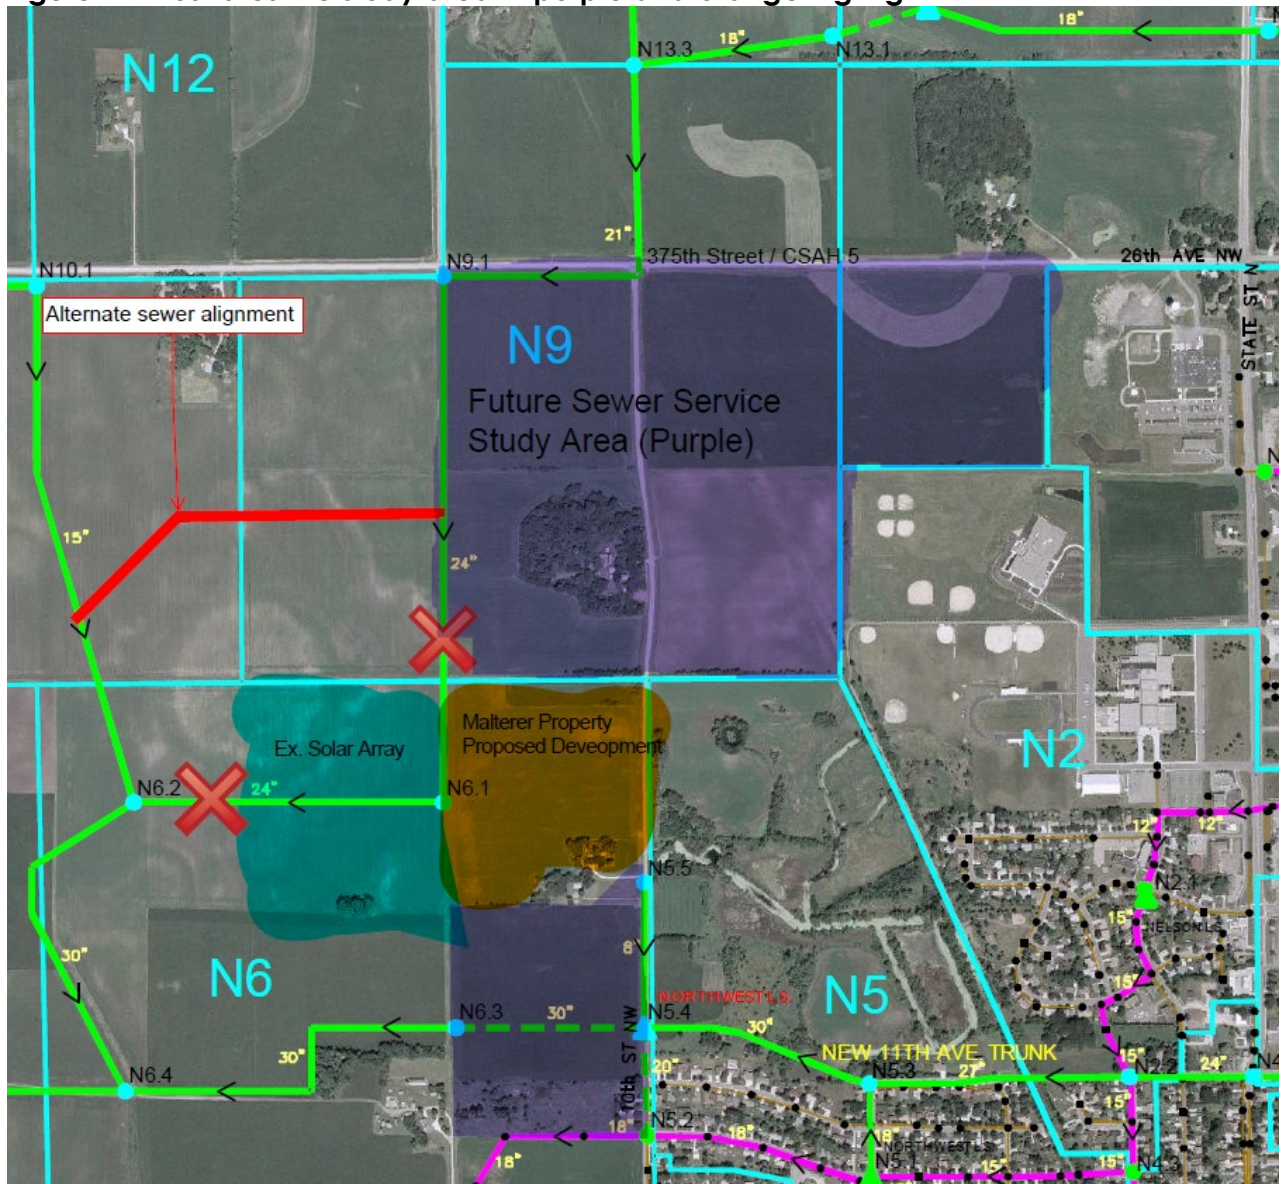 18"
18"
N13.3
N13.1
N12
21"
375th Street / CSAH 5
26th AVE NW
N10.1
N9.1
STATE ST N
Alternate sewer alignment
N9
Future Sewer Service
Study Area (Purple)
15"
24"
Malterer Property
Proposed Deveopment
Ex. Solar Array
N2
N6.2
24"
N6.1
12"
12"
N5.5
N2.1
15"
NELSON L.S.
8
30"
N6
N5
15"
NORTHWEST L.S.
N6.3
30"
N5.4
30"
10th ST NW
30"
NEW 11TH AVE TRUNK
15"
20"
N5.3
27"
N2.2
24"
N6.4
15"
18"
N5.2
18"
18"
NORTHWEST L.S.
18"
N5.1
15"
15"
N4.3